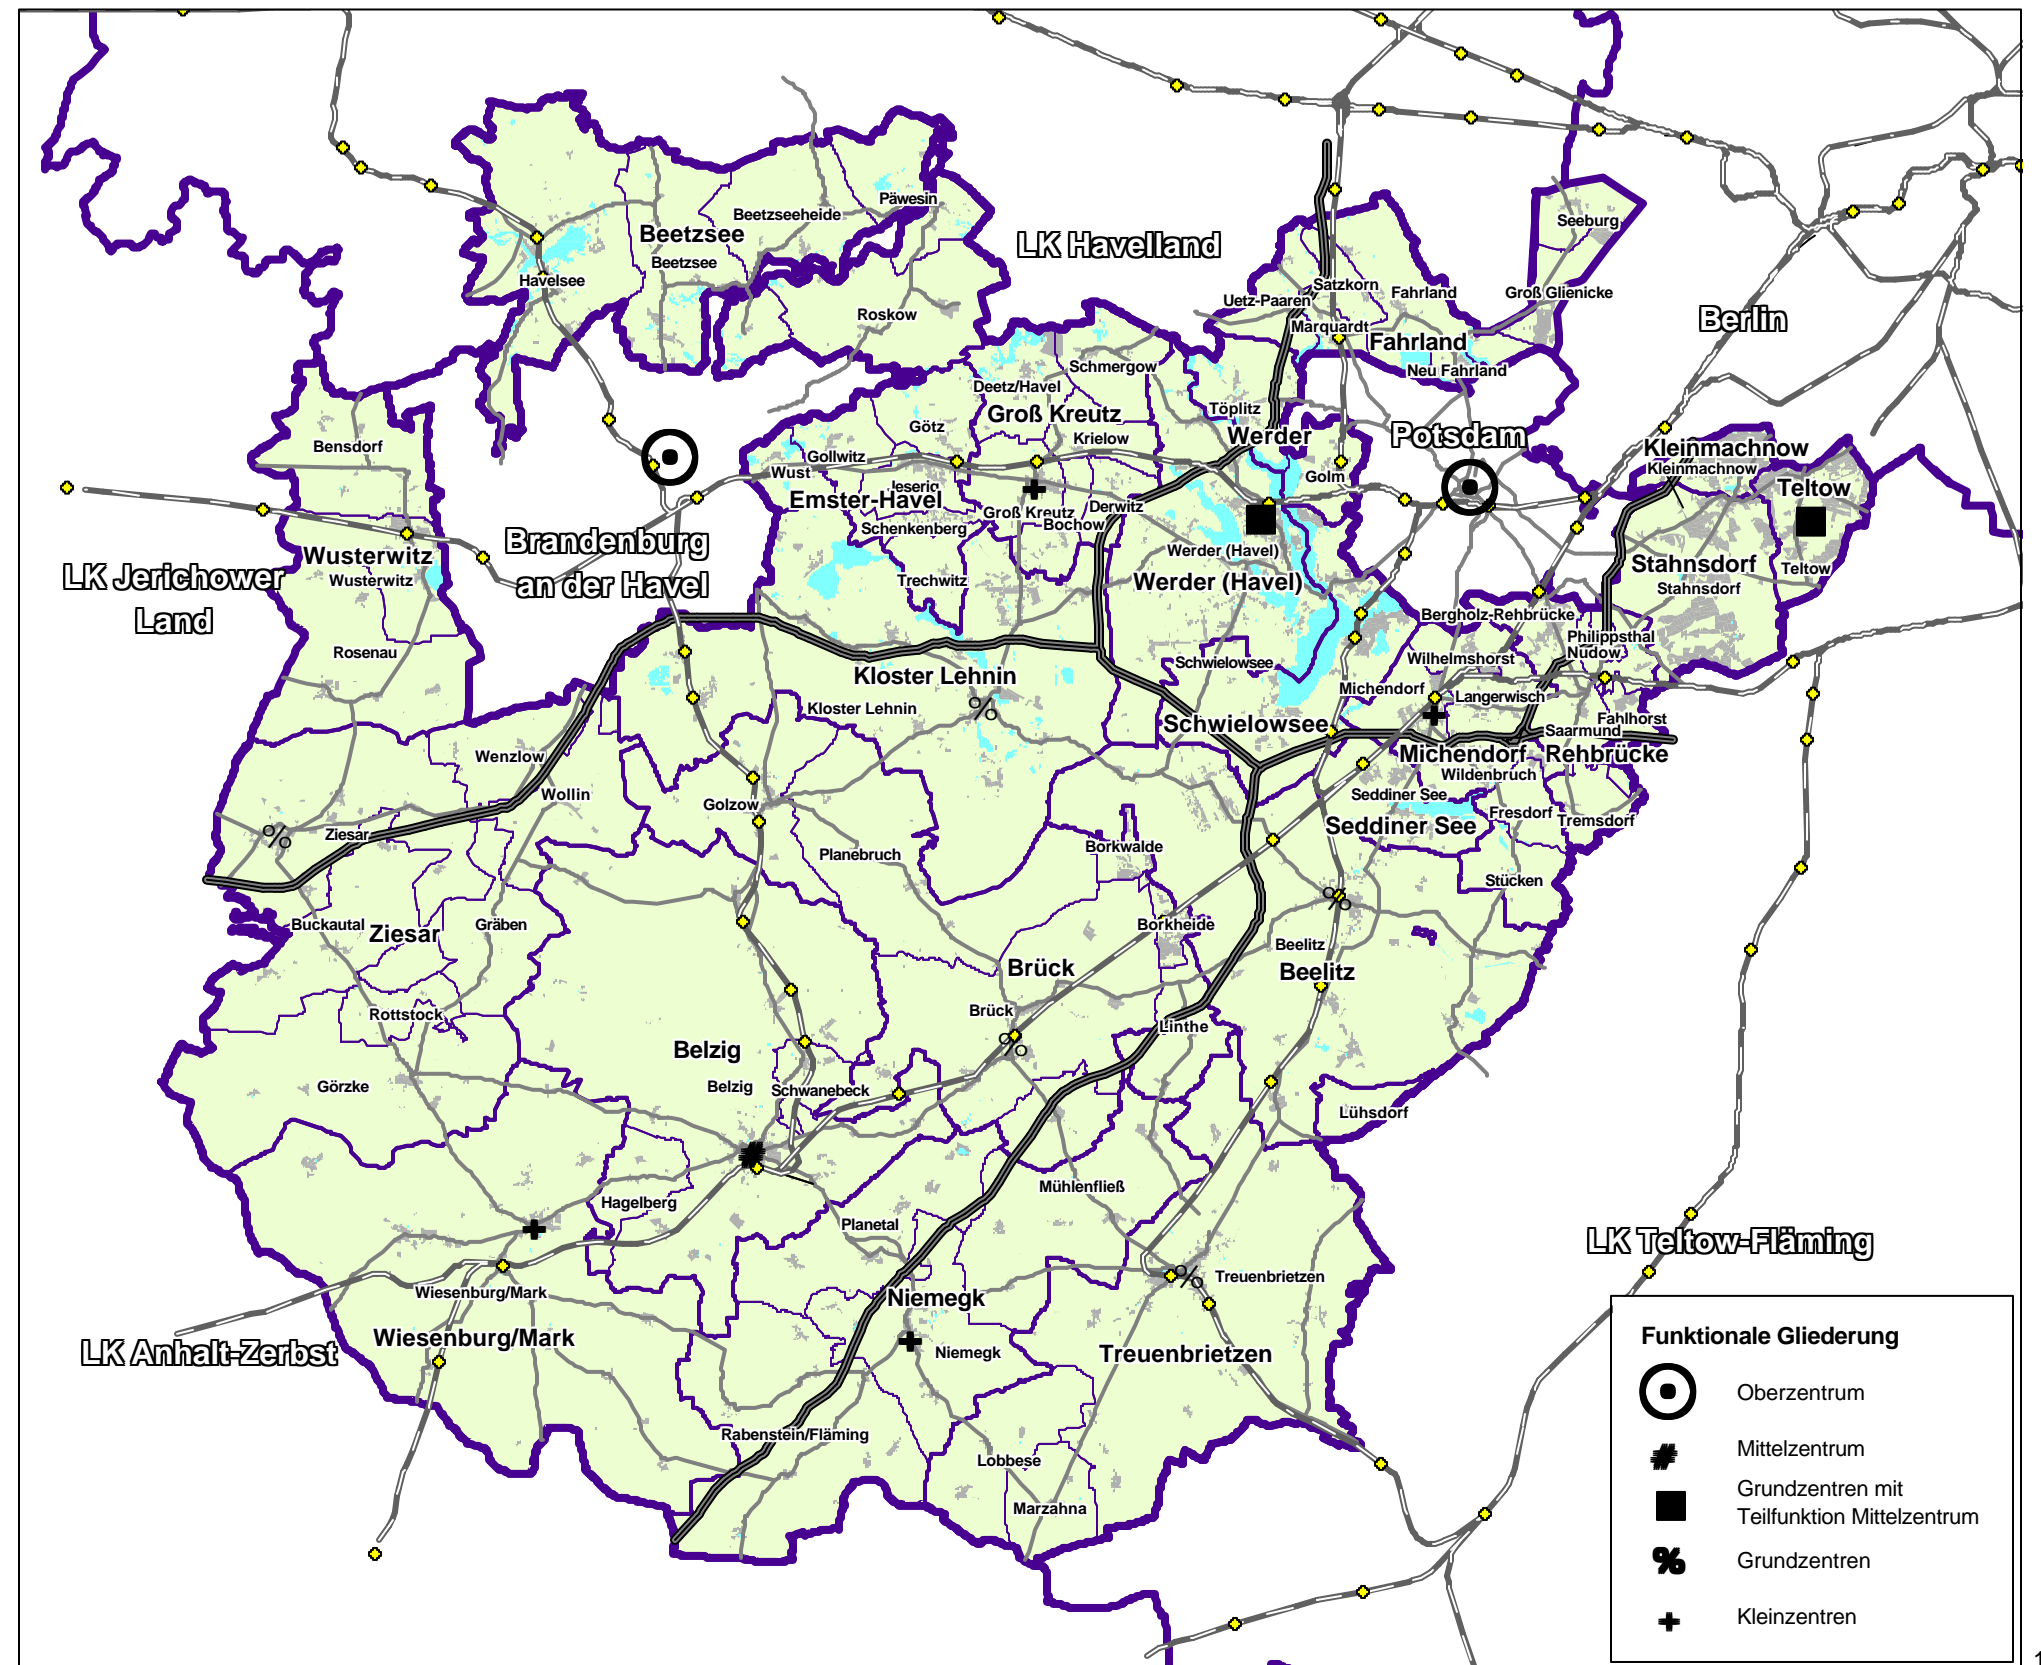 Päwesin
Beetzseeheide
Seeburg
Beetzsee
LK Havelland
Beetzsee
Havelsee
Satzkorn
Fahrland
Groß Glienicke
Uetz-Paaren
Roskow
Marquardt
Berlin
Fahrland
Schmergow
Neu Fahrland
Deetz/Havel
Groß Kreutz
Töplitz
Götz
Krielow
Werder
Potsdam
Bensdorf
Gollwitz
Kleinmachnow
Kleinmachnow
Wust
Golm
Jeserig
Teltow
Emster-Havel
Derwitz
Groß Kreutz
Bochow
Schenkenberg
Brandenburg
an der Havel
Werder (Havel)
Wusterwitz
Stahnsdorf
Teltow
LK Jerichower
Land
Wusterwitz
Trechwitz
Werder (Havel)
Stahnsdorf
Bergholz-Rehbrücke
Philippsthal
Rosenau
Nudow
Schwielowsee
Wilhelmshorst
Kloster Lehnin
Michendorf
Langerwisch
Kloster Lehnin
Fahlhorst
Schwielowsee
Saarmund
Wenzlow
Michendorf
Rehbrücke
Wildenbruch
Wollin
Golzow
Seddiner See
Fresdorf
Tremsdorf
Ziesar
Seddiner See
Planebruch
Borkwalde
Stücken
Buckautal
Ziesar
Gräben
Borkheide
Beelitz
Brück
Beelitz
Rottstock
Brück
Linthe
Belzig
Görzke
Belzig
Schwanebeck
Lühsdorf
Mühlenfließ
Hagelberg
Planetal
LK Teltow-Fläming
Treuenbrietzen
Wiesenburg/Mark
Niemegk
Wiesenburg/Mark
LK Anhalt-Zerbst
Niemegk
Treuenbrietzen
Rabenstein/Fläming
Lobbese
Marzahna
Funktionale Gliederung
Oberzentrum
Mittelzentrum
Grundzentren mit
Teilfunktion Mittelzentrum
Grundzentren
Kleinzentren